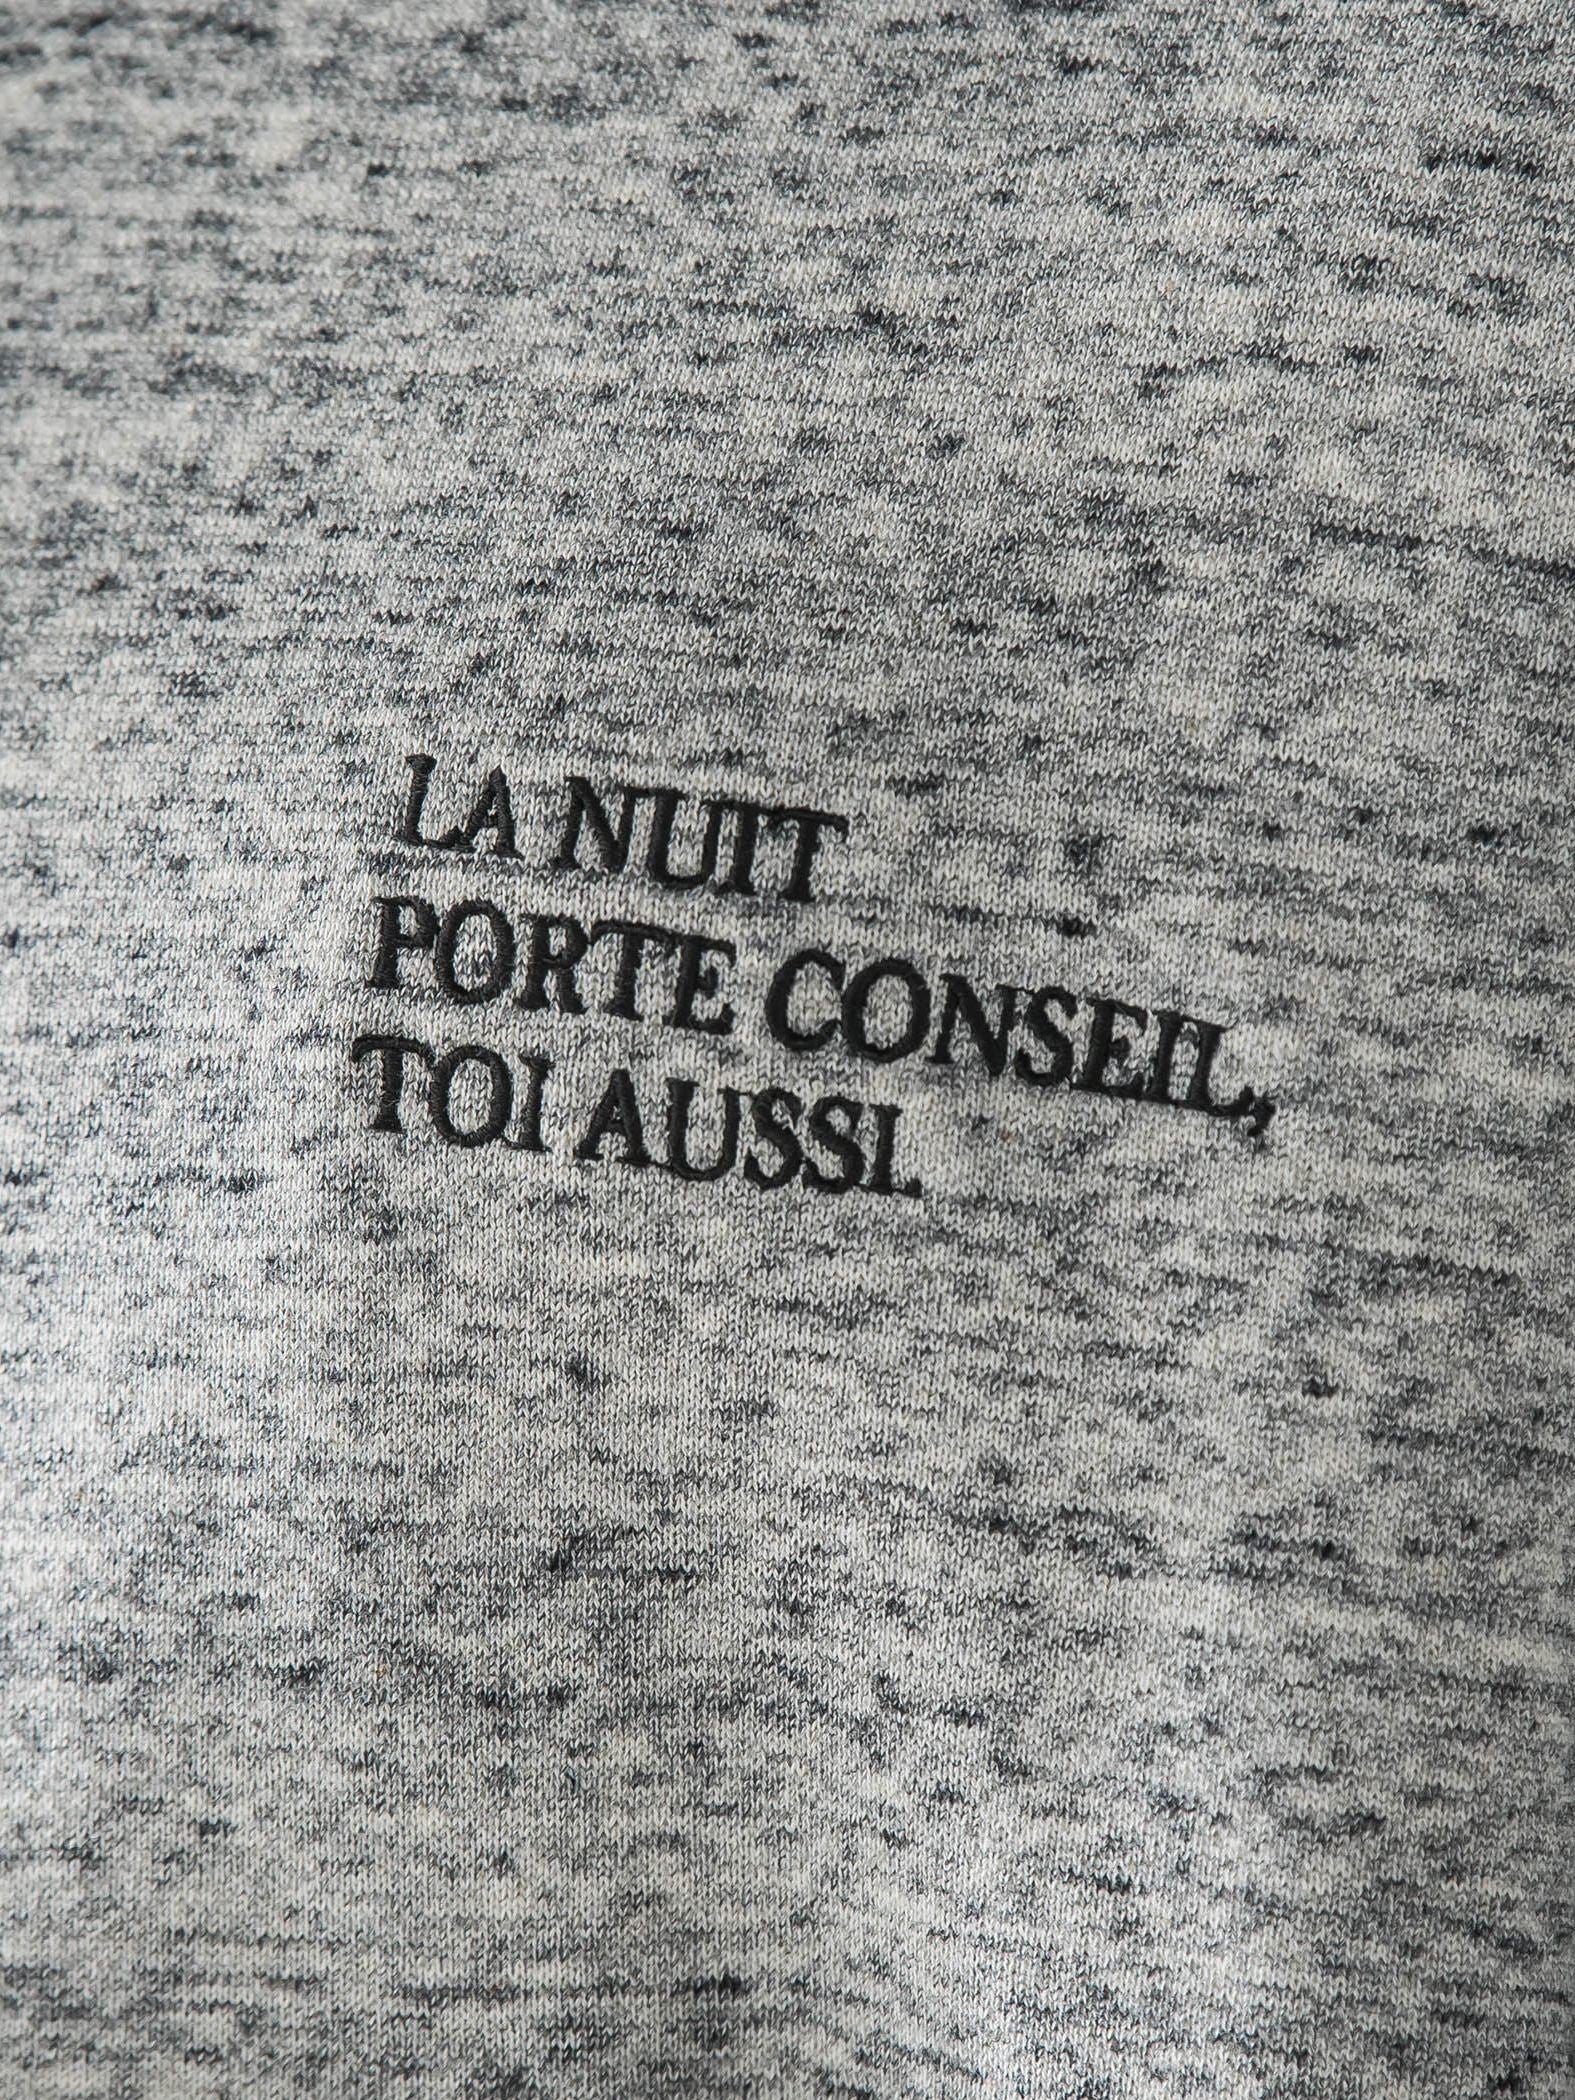 LA NUIT
PORTE CONSEIL,
TOI AUSSI.